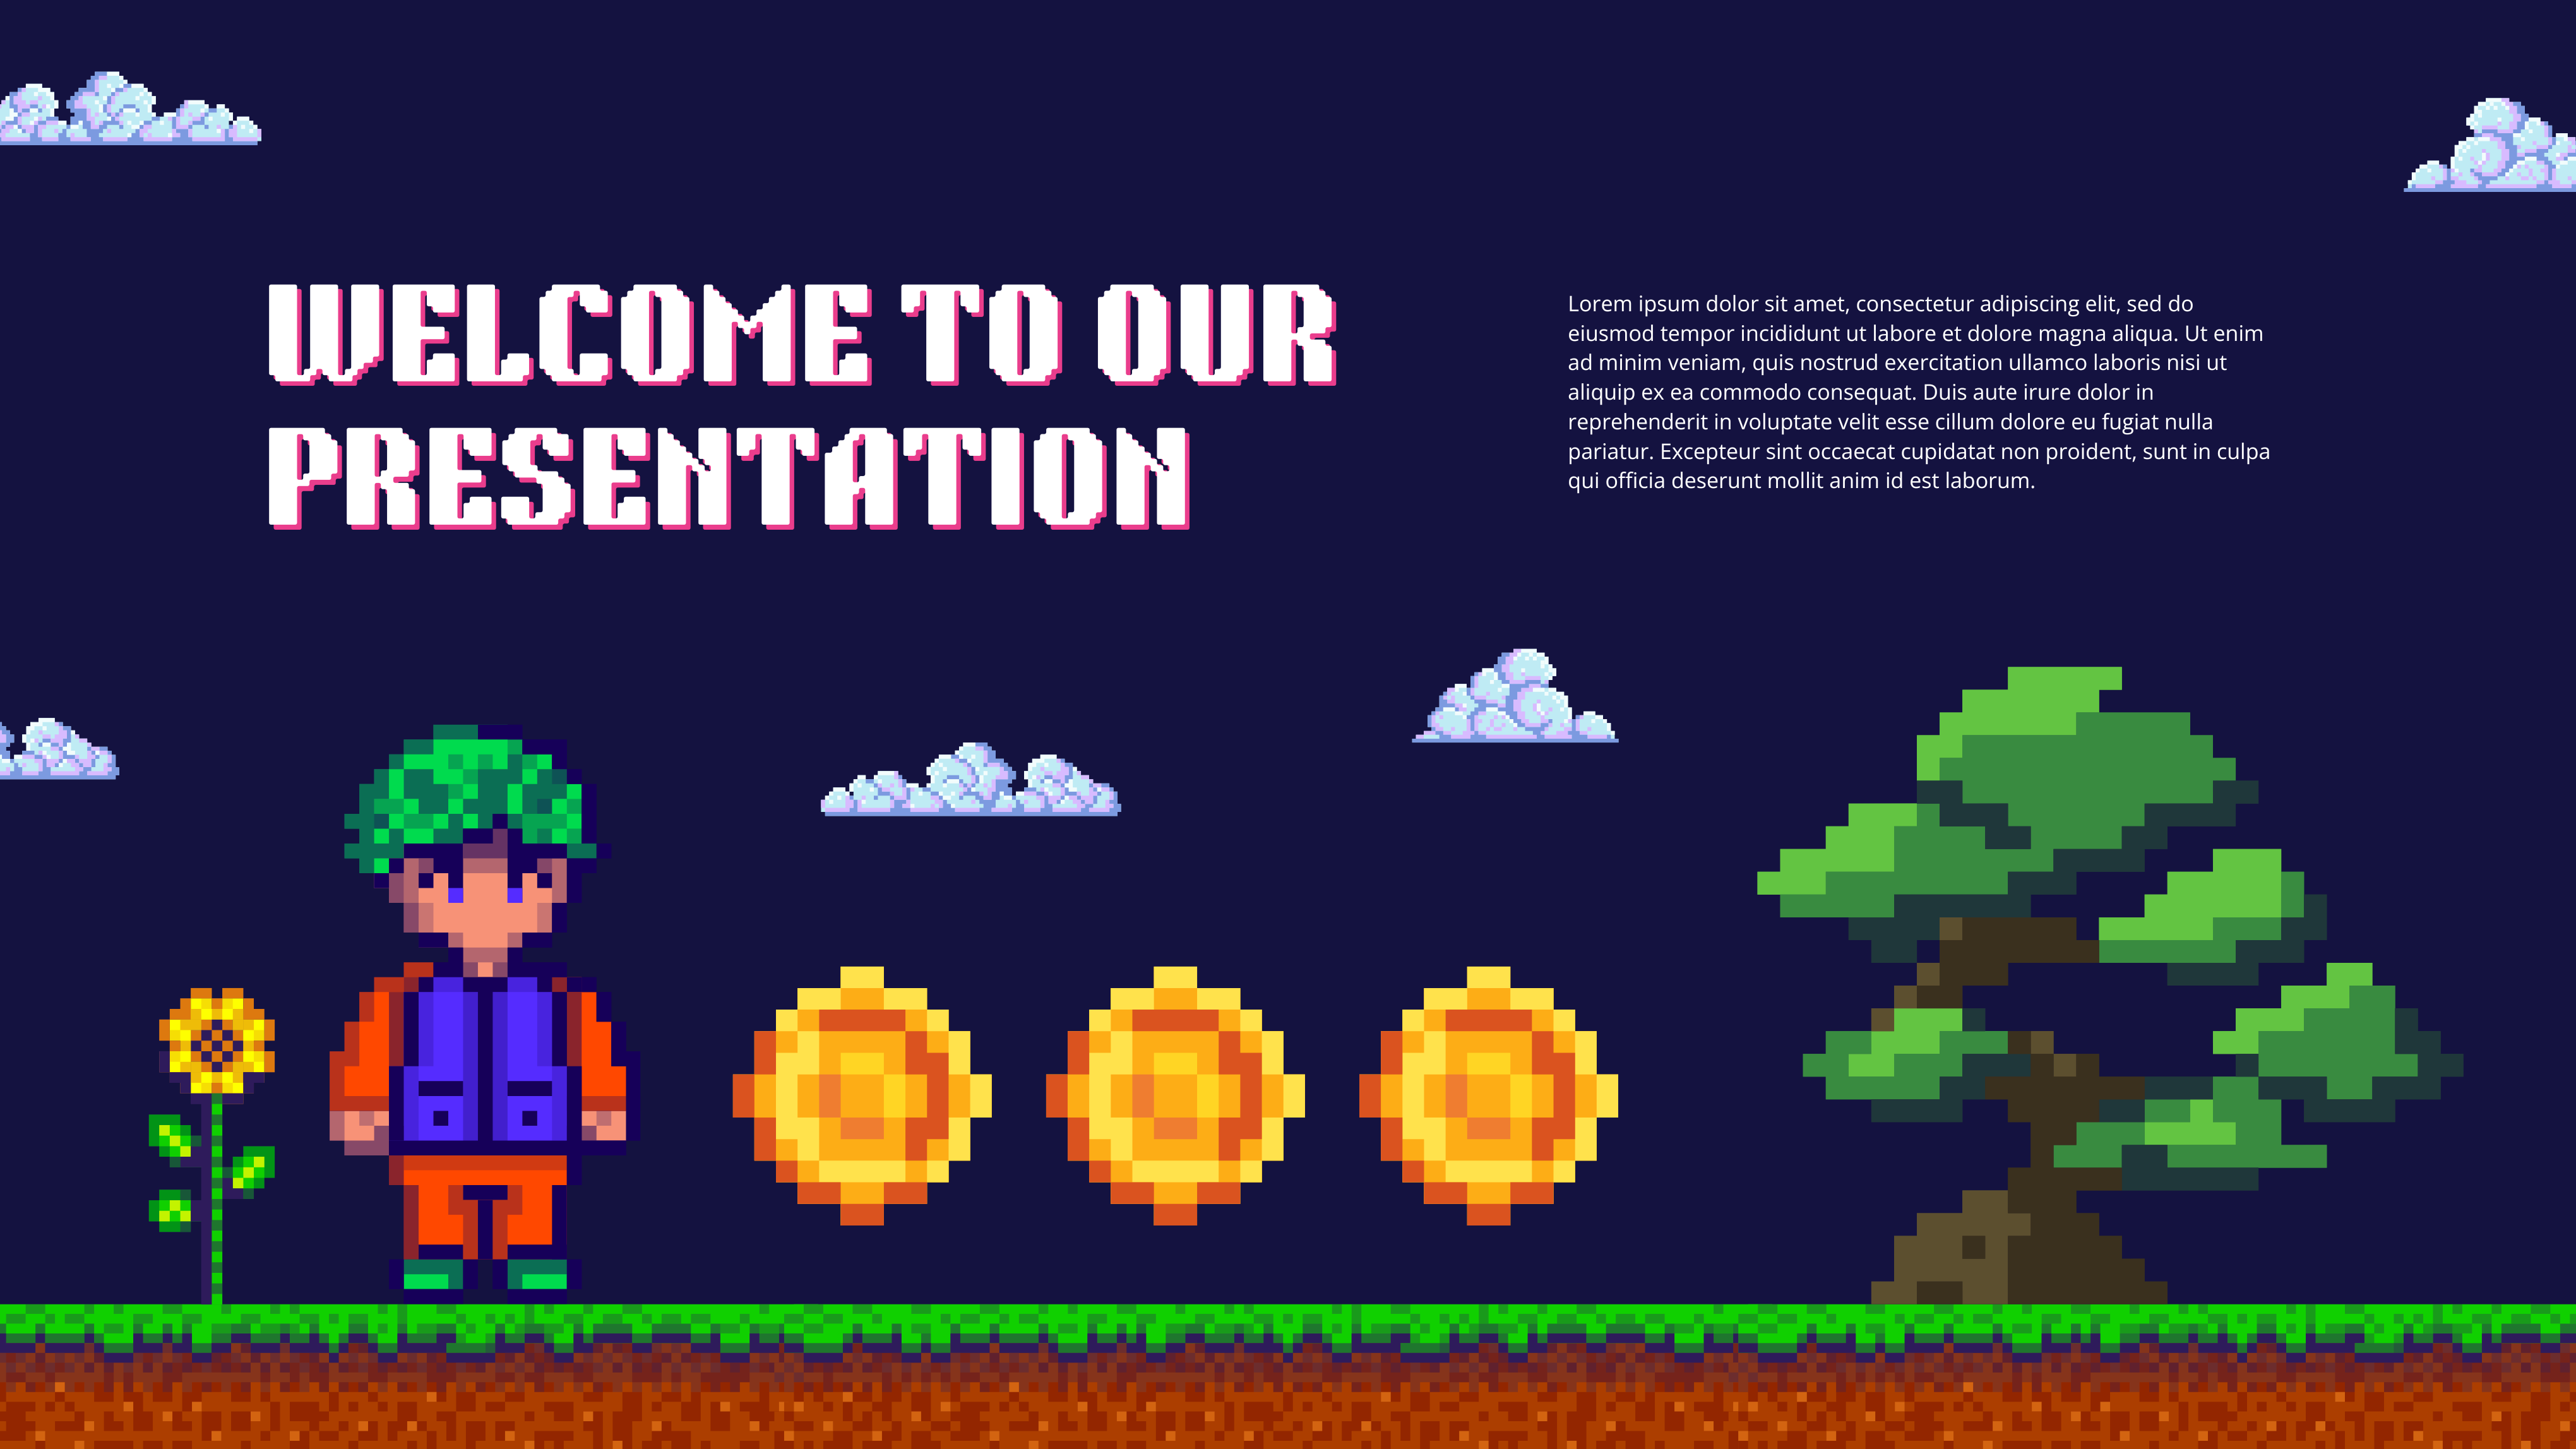 WELCOME TO OUR
PRESENTATION
Lorem ipsum dolor sit amet, consectetur adipiscing elit, sed do
eiusmod tempor incididunt ut labore et dolore magna aliqua. Ut enim
ad minim veniam, quis nostrud exercitation ullamco laboris nisi ut
aliquip ex ea commodo consequat. Duis aute irure dolor in
reprehenderit in voluptate velit esse cillum dolore eu fugiat nulla
pariatur. Excepteur sint occaecat cupidatat non proident, sunt in culpa
qui officia deserunt mollit anim id est laborum.